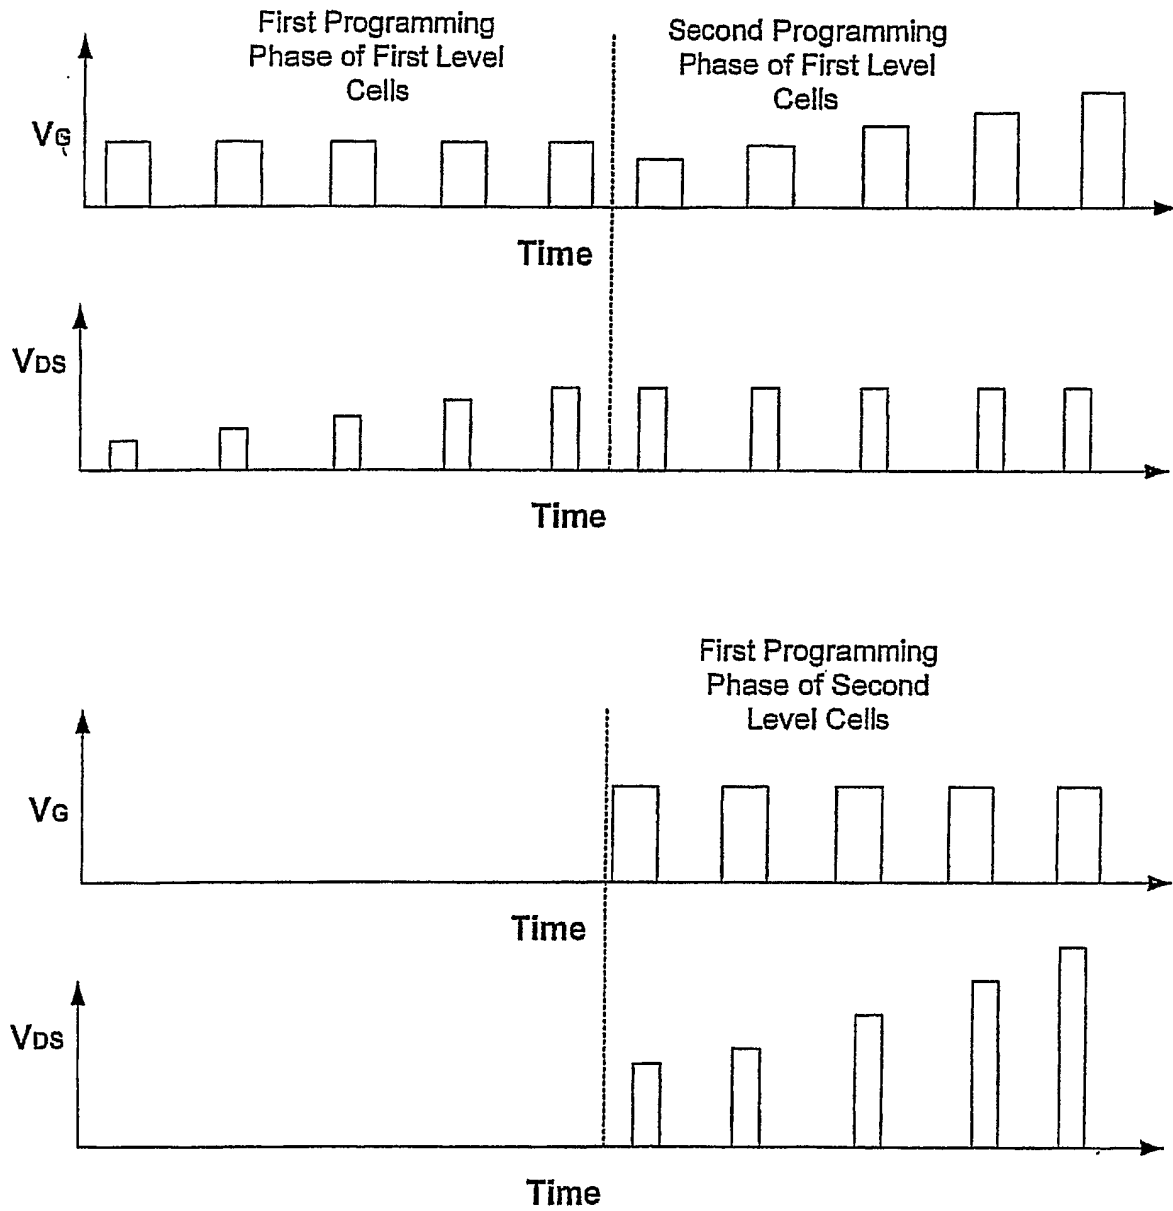 First Programming
Phase of First Level
Cells
Second Programming
Phase of First Level
Cells
VG
Time
VDS
Time
First Programming
Phase of Second
Level Cells
VG
Time
VDS
Time